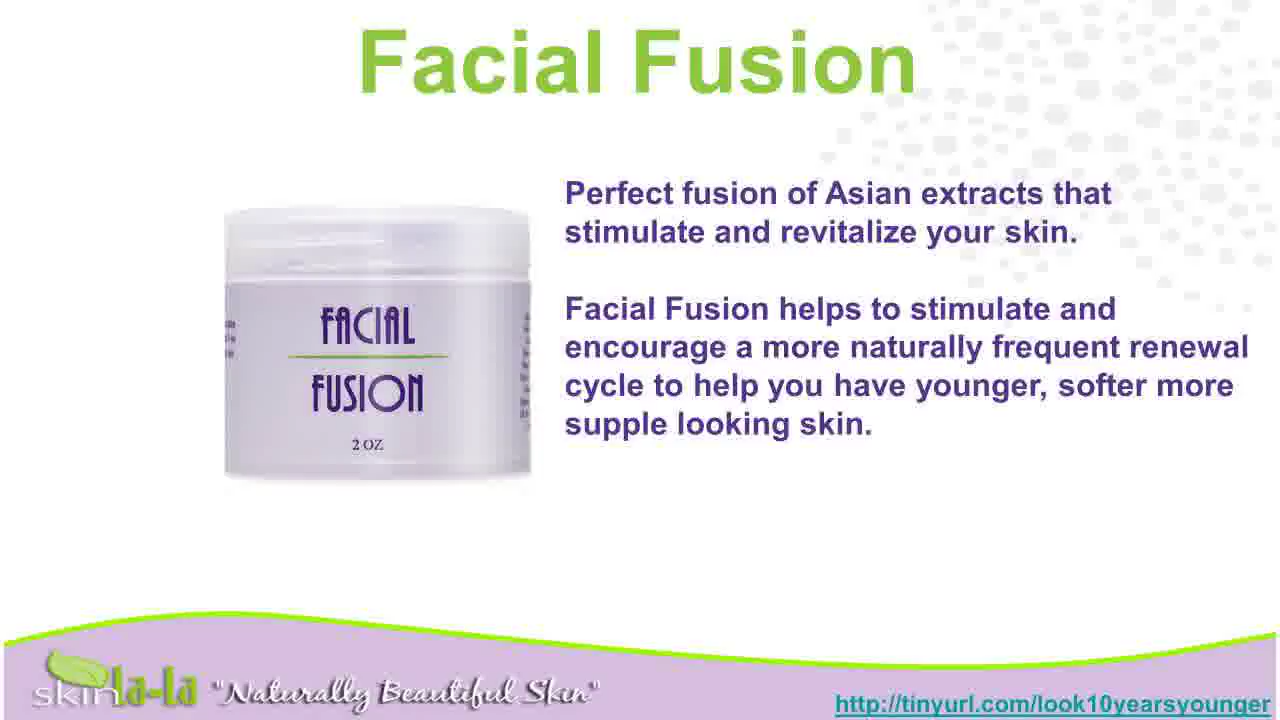 Facial Fusion
Perfect fusion of Asian extracts that
stimulate and revitalize your skin.
Facial Fusion helps to stimulate and
encourage a more naturally frequent renewal
cycle to help you have younger, softer more
supple looking skin.
FACIAL
FUSION
2 OZ
skin la-la "Naturally Beautiful Skin"
http://tinyurl.com/look10yearsyounger